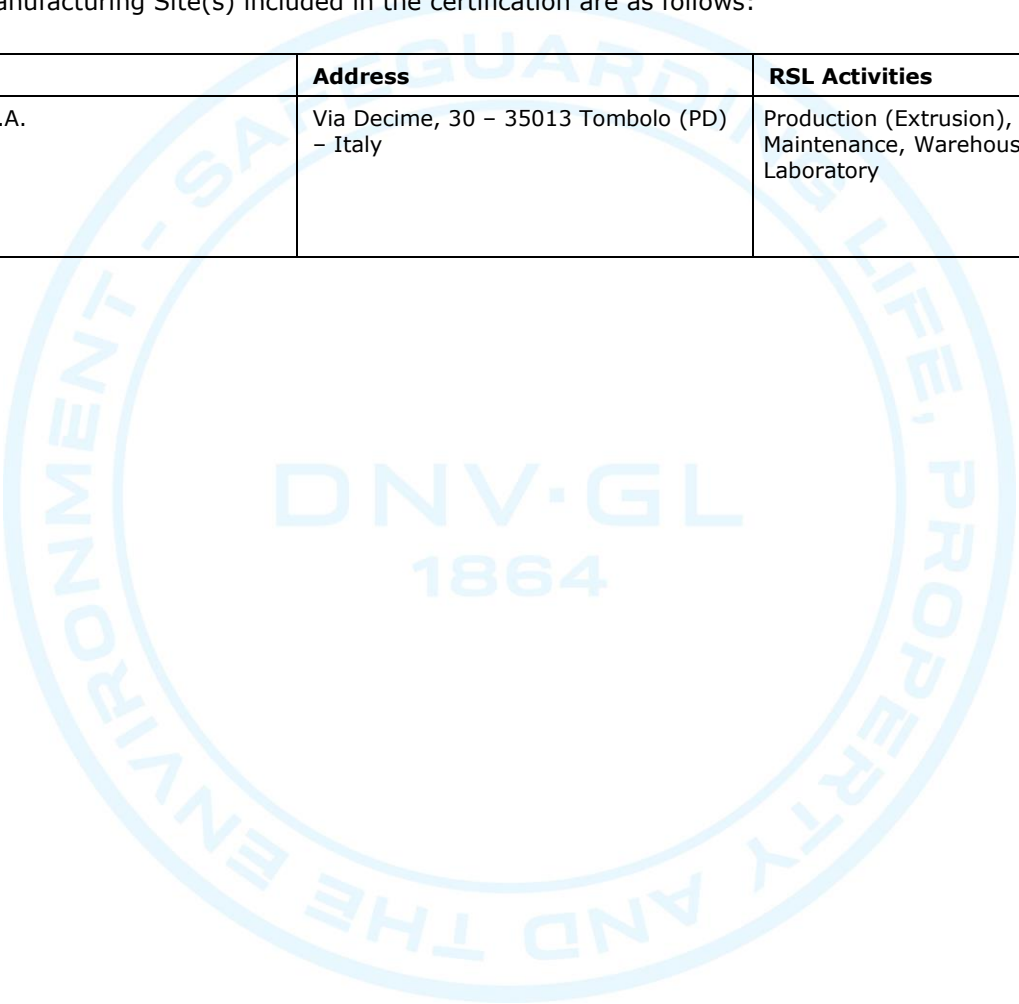 anufacturing Site(s) included in the certification are as follows:
Address
RSL Activities
.A.
Via Decime, 30 – 35013 Tombolo (PD)
– Italy
Production (Extrusion),
Maintenance, Warehous
Laboratory
SAFEGUARDING LIFE, PROPERTY AND THE ENVIRONMENT -
DNV·GL
1864